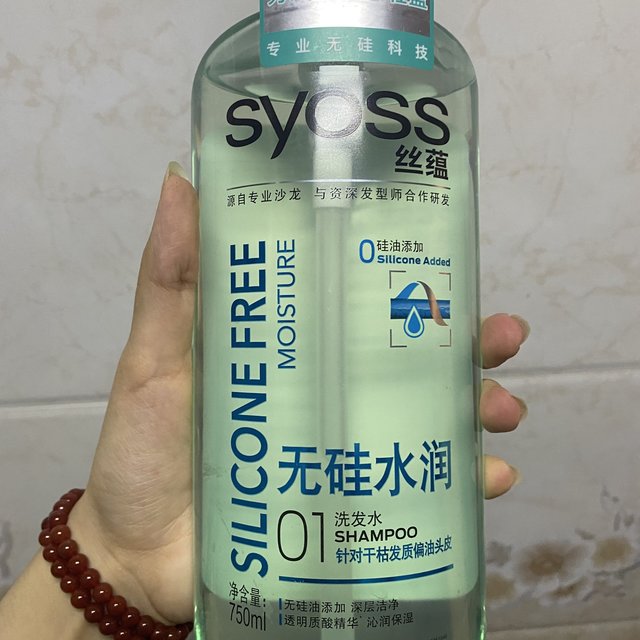 专业无硅科技
syoss
丝蕴
源自专业沙龙 与资深发型师合作研发
0硅油添加
Silicone Added
SILICONE FREE
MOISTURE
无硅水润
01
洗发水
SHAMPOO
针对干枯发质偏油头皮
净含量:
750ml
无硅油添加 深层洁净
透明质酸精华 沁润保湿